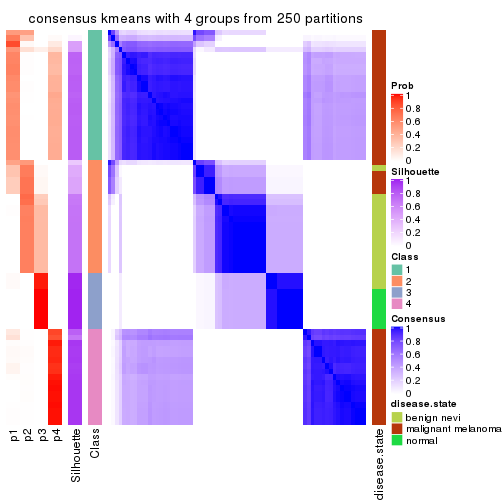 consensus kmeans with 4 groups from 250 partitions
Prob
1
0.8
0.6
0.4
0.2
0
Silhouette
1
0.8
0.6
0.4
0.2
0
Class
1
2
3
4
Consensus
1
0.8
0.6
0.4
0.2
0
disease.state
benign nevi
malignant melanoma
normal
p1
p2
p3
p4
Silhouette
Class
disease.state